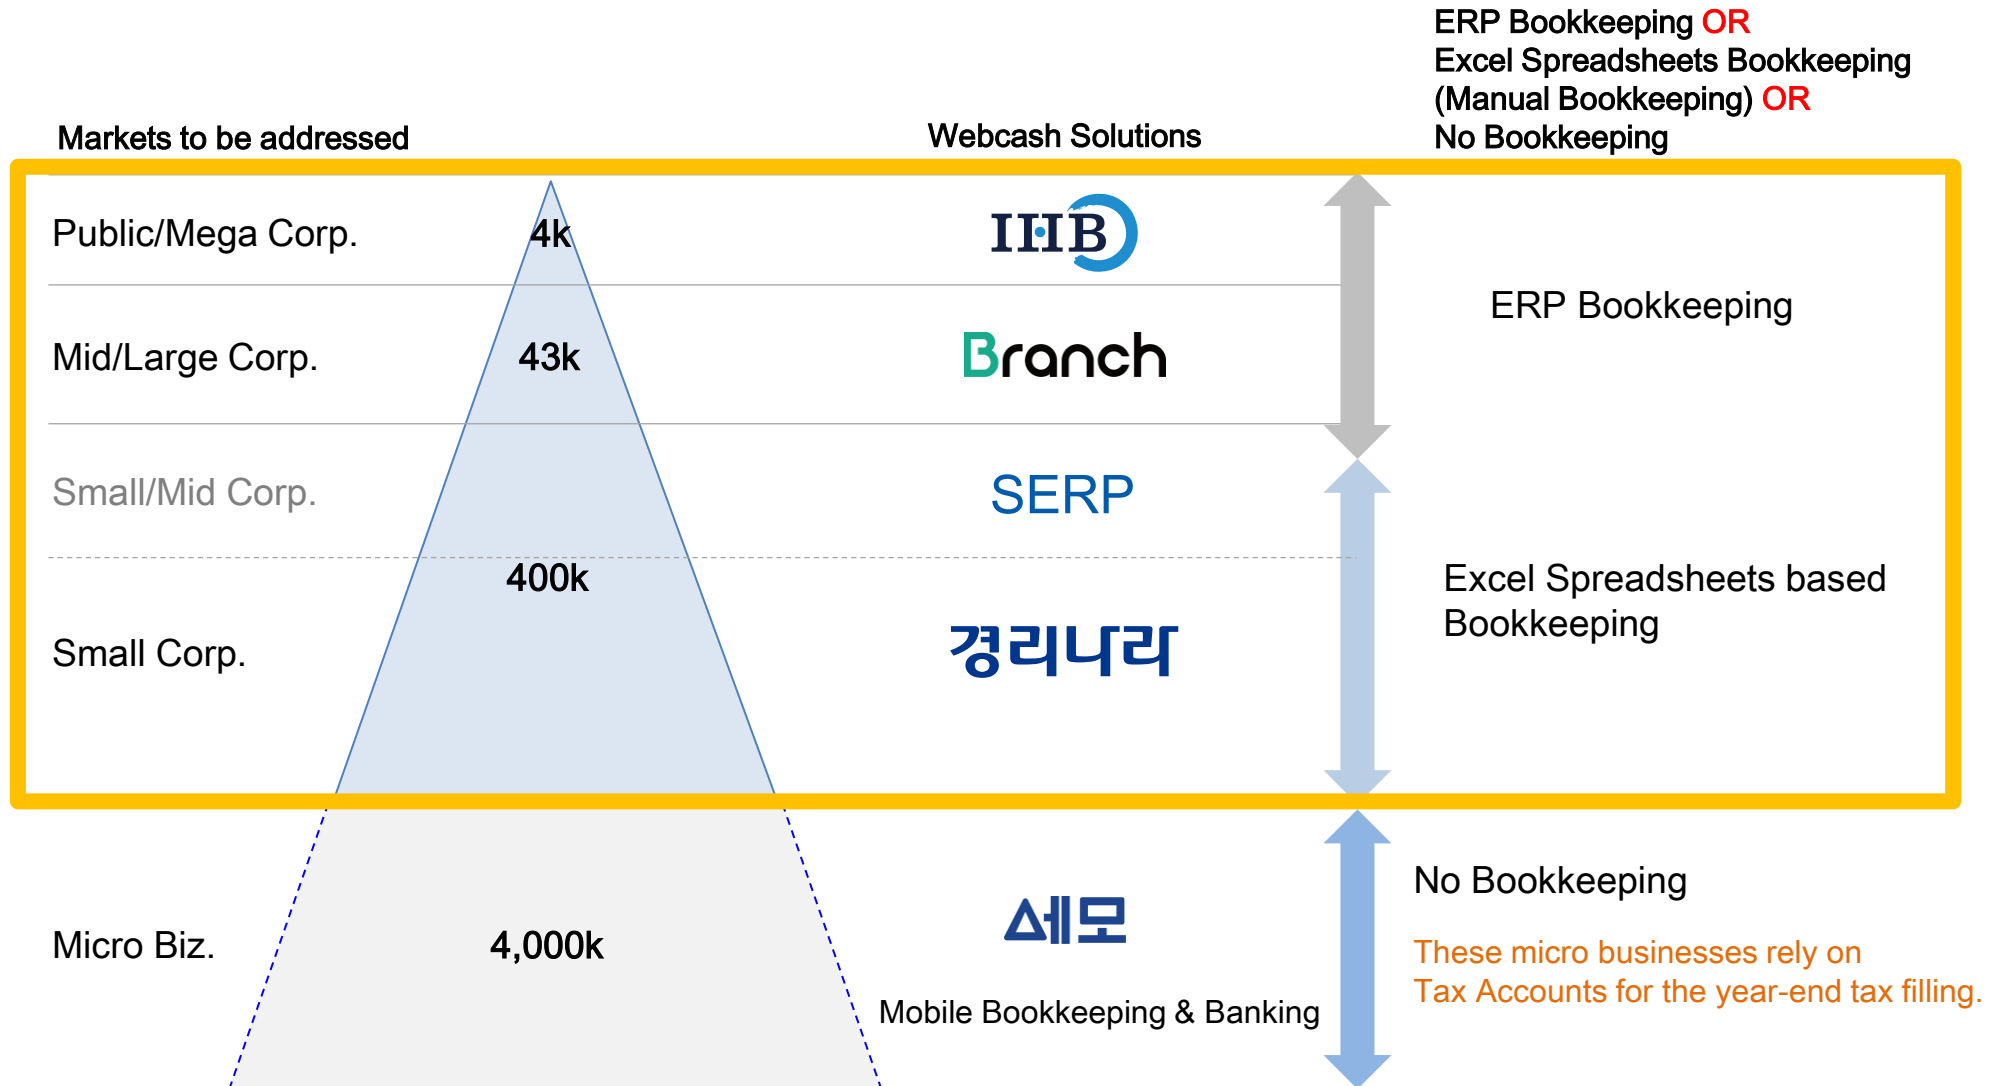 ERP Bookkeeping OR
Excel Spreadsheets Bookkeeping
(Manual Bookkeeping) OR
No Bookkeeping
Markets to be addressed
Webcash Solutions
Public/Mega Corp.
4k
IHB
ERP Bookkeeping
Mid/Large Corp.
43k
Branch
Small/Mid Corp.
SERP
400k
Excel Spreadsheets based
Bookkeeping
Small Corp.
경리나라
No Bookkeeping
Micro Biz.
4,000k
세모
These micro businesses rely on
Tax Accounts for the year-end tax filling.
Mobile Bookkeeping & Banking